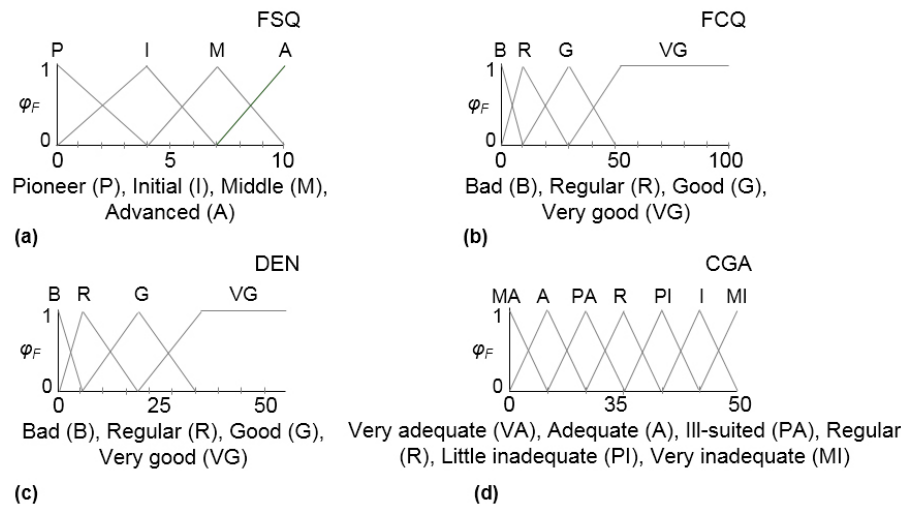 FSQ
P I M A
1
φF
0
0 5 10
Pioneer (P), Initial (I), Middle (M),
Advanced (A)
(a)
FCQ
B R G VG
1
φF
0
0 50 100
Bad (B), Regular (R), Good (G),
Very good (VG)
(b)
DEN
B R G VG
1
φF
0
0 25 50
Bad (B), Regular (R), Good (G),
Very good (VG)
(c)
CGA
MA A PA R PI I MI
1
φF
0
0 35 50
Very adequate (VA), Adequate (A), Ill-suited (PA), Regular
(R), Little inadequate (PI), Very inadequate (MI)
(d)